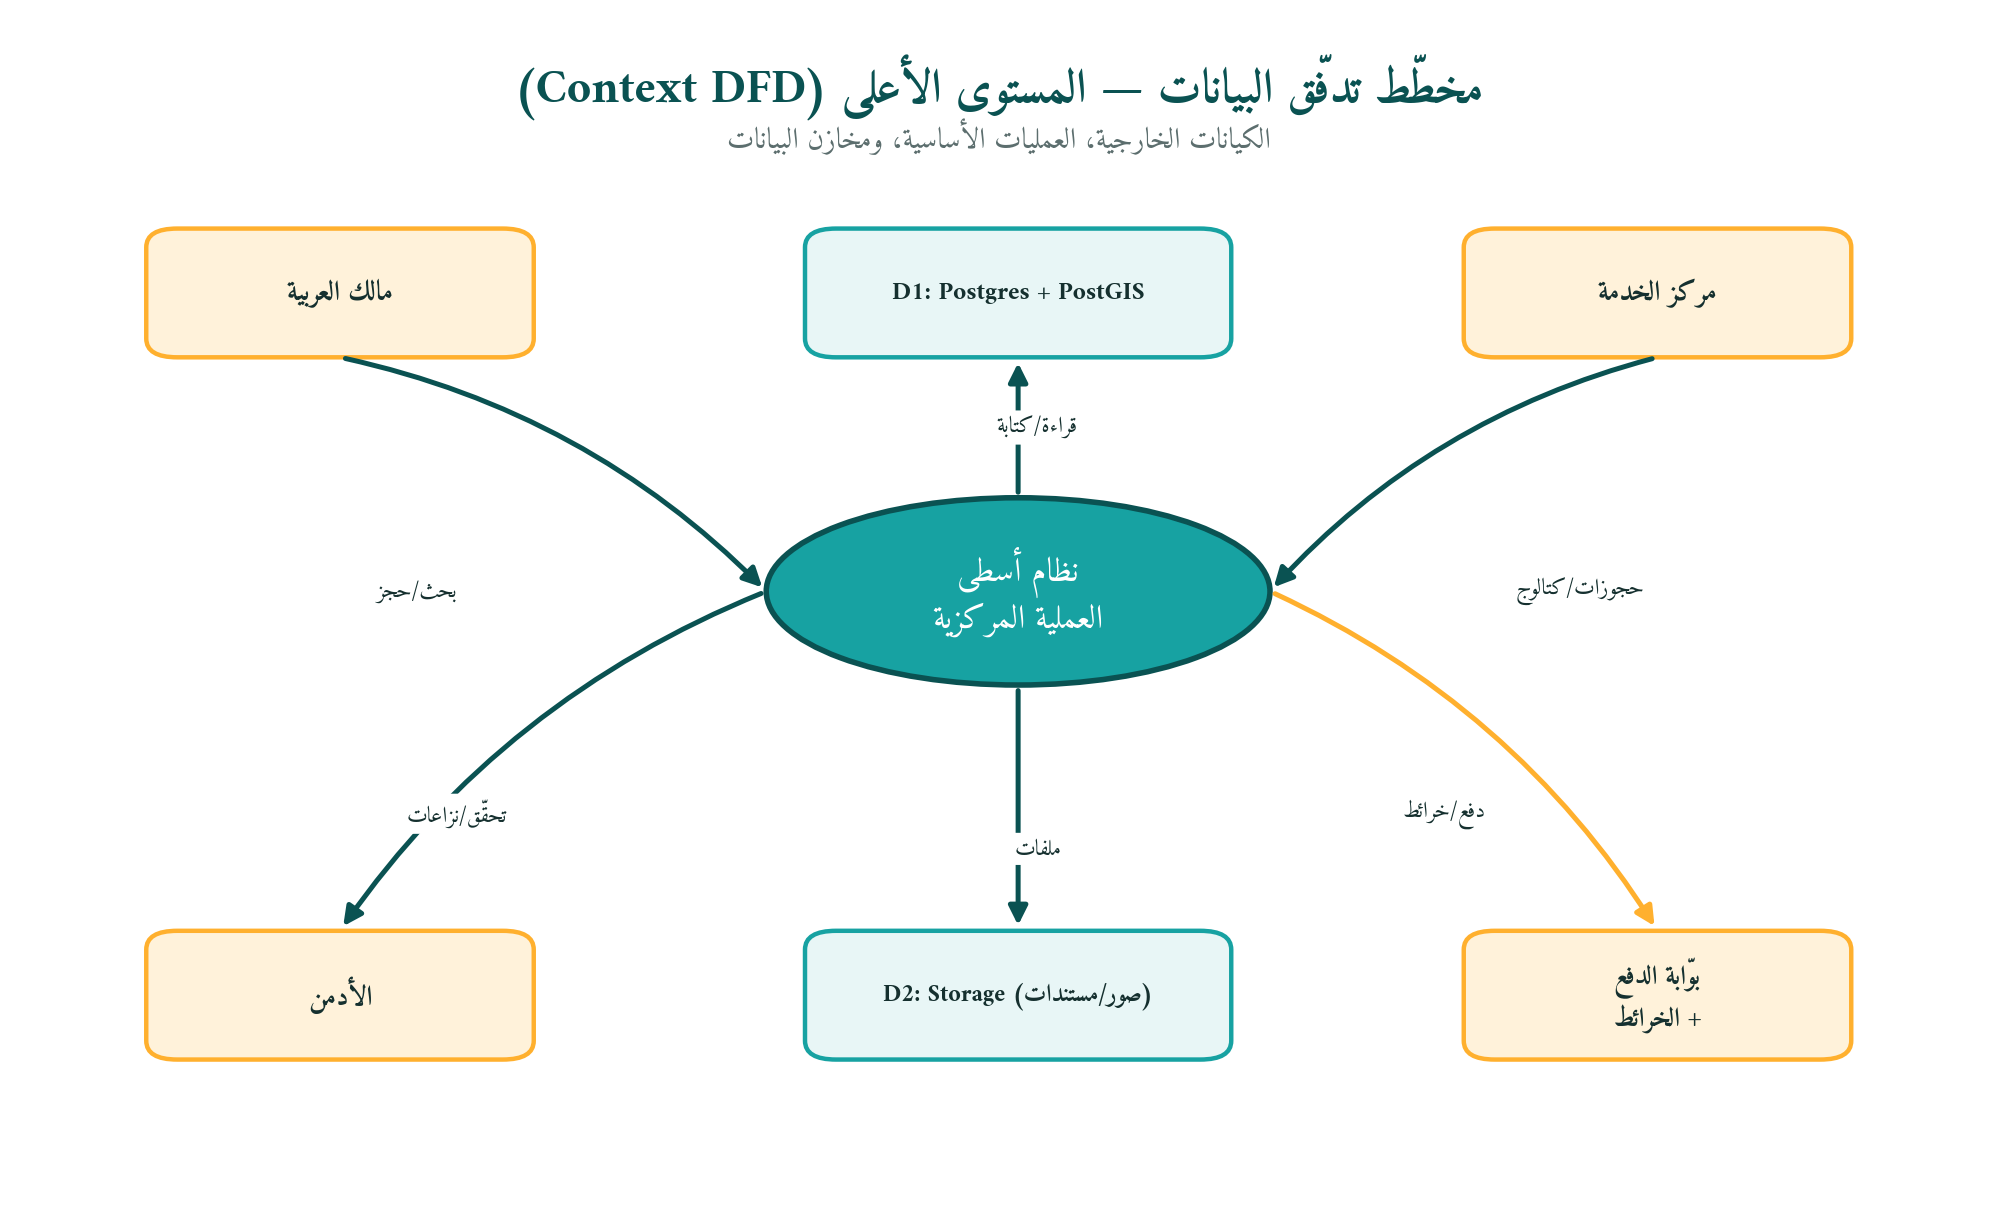 مخطّط تدفّق البيانات — المستوى الأعلى (Context DFD)
الكيانات الخارجية، العمليات الأساسية، ومخازن البيانات
مركز الخدمة
D1: Postgres + PostGIS
مالك العربية
قراءة/كتابة
نظام أسطى
العملية المركزية
حجوزات/كتالوج
بحث/حجز
دفع/خرائط
تحقّق/نزاعات
ملفات
بوّابة الدفع
+ الخرائط
D2: Storage (صور/مستندات)
الأدمن